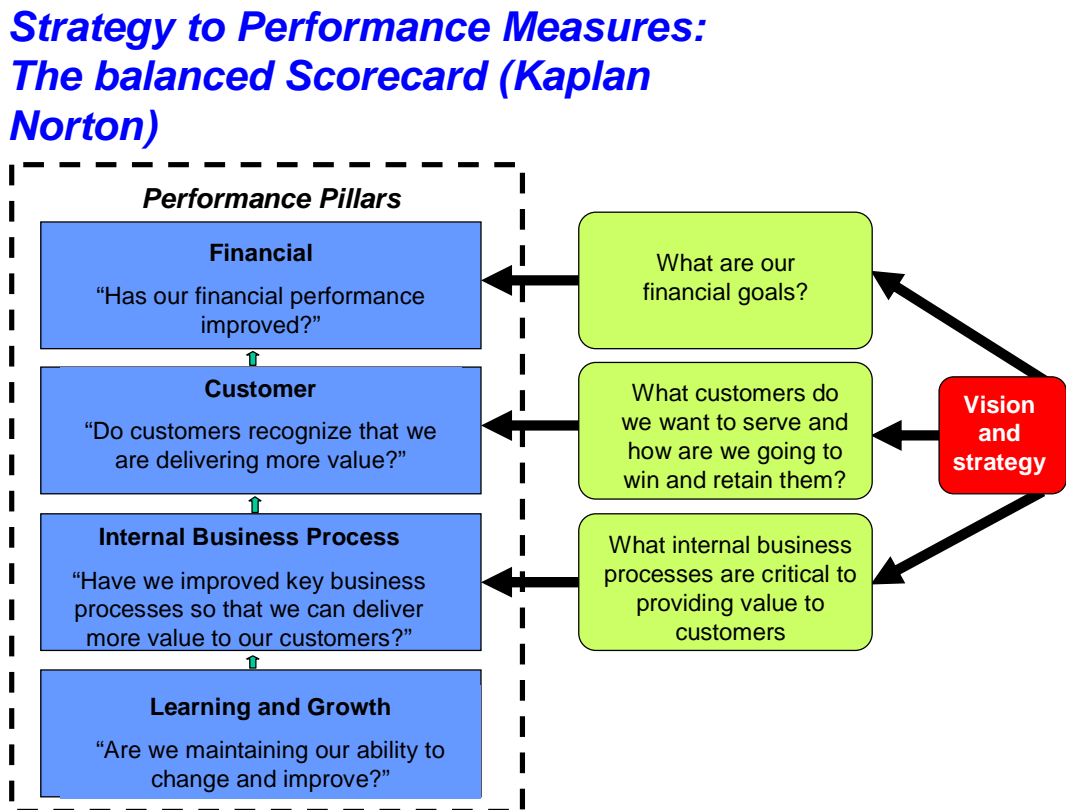 Strategy to Performance Measures:
The balanced Scorecard (Kaplan
Norton)
Performance Pillars
Financial
“Has our financial performance
improved?”
Customer
“Do customers recognize that we
are delivering more value?”
Internal Business Process
“Have we improved key business
processes so that we can deliver
more value to our customers?”
Learning and Growth
“Are we maintaining our ability to
change and improve?”
What are our
financial goals?
What customers do
we want to serve and
how are we going to
win and retain them?
What internal business
processes are critical to
providing value to
customers
Vision
and
strategy